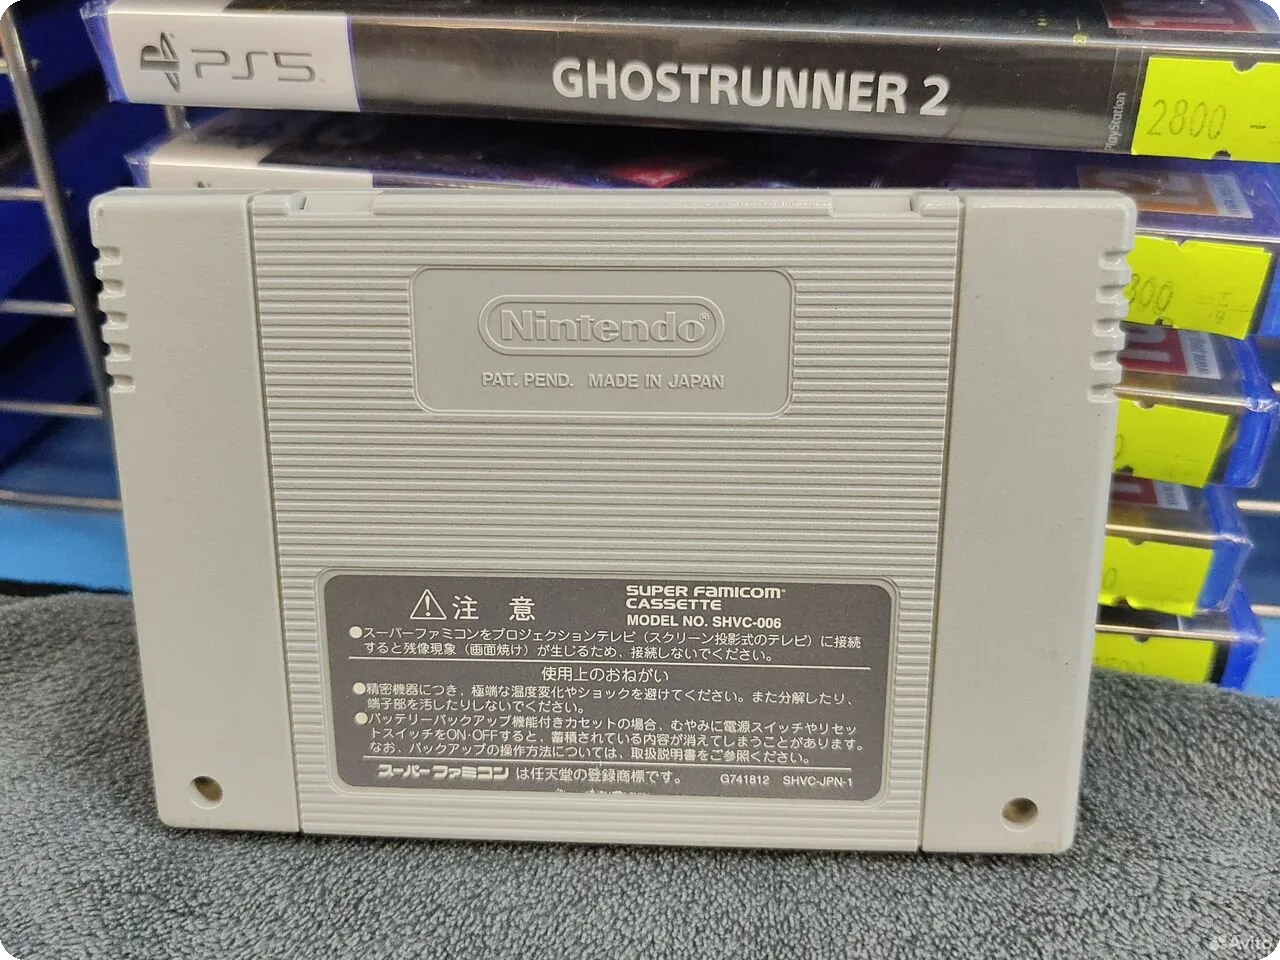 PS5
GHOSTRUNNER 2
PlayStation
2800 -
800
Nintendo®
PAT. PEND. MADE IN JAPAN
⚠注意
SUPER FAMICOM
CASSETTE
MODEL NO. SHVC-006
●スーパーファミコンをプロジェクションテレビ（スクリーン投影式のテレビ）に接続
すると残像現象（画面焼け）が生じるため、接続しないでください。
使用上のおねがい
●精密機器につき、極端な温度変化やショックを避けてください。また分解したり、
端子部を汚したりしないでください。
●バッテリーバックアップ機能付きカセットの場合、むやみに電源スイッチやリセッ
トスイッチをON·OFFすると、蓄積されている内容が消えてしまうことがあります。
なお、バックアップの操作方法については、取扱説明書をご参照ください。
スーパーファミコンは任天堂の登録商標です。 G741812 SHVC-JPN-1
Avito